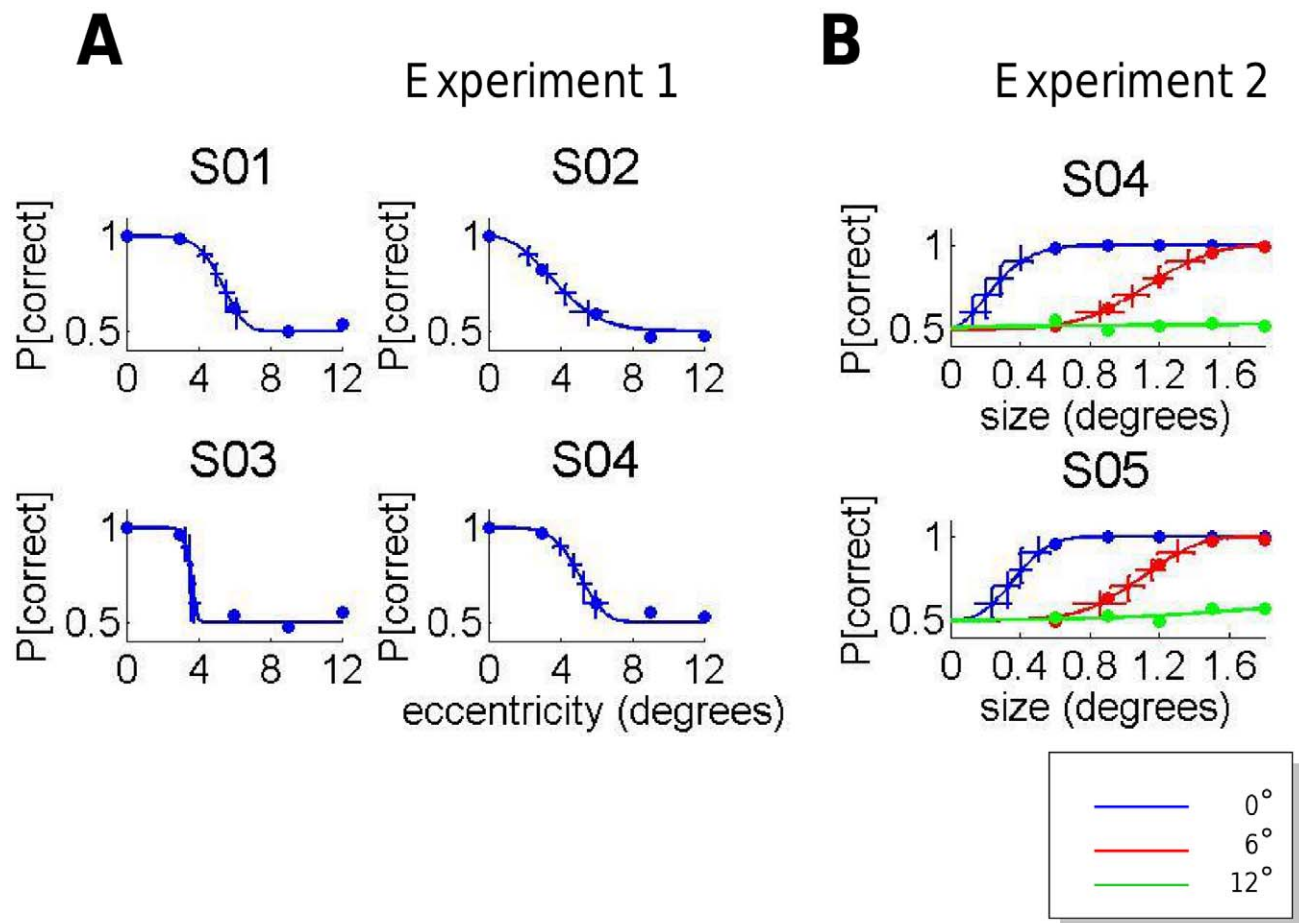 A
Experiment 1
S01
S02
P[correct]
1
0.5
0 4 8 12
P[correct]
1
0.5
0 4 8 12
S03
S04
P[correct]
1
0.5
0 4 8 12
P[correct]
1
0.5
0 4 8 12
eccentricity (degrees)
B
Experiment 2
S04
P[correct]
1
0.5
0 0.4 0.8 1.2 1.6
size (degrees)
S05
P[correct]
1
0.5
0 0.4 0.8 1.2 1.6
size (degrees)
0°
6°
12°